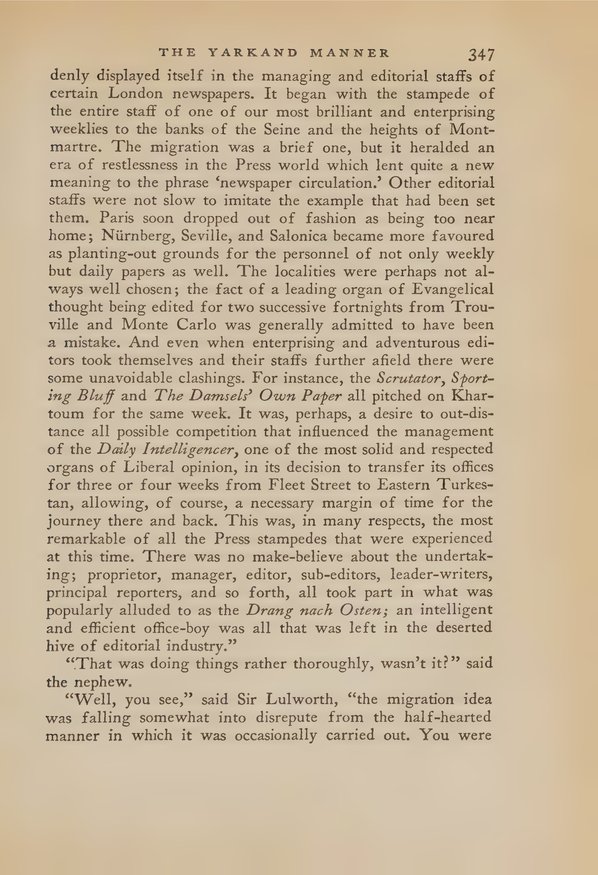 THE YARKAND MANNER 347
denly displayed itself in the managing and editorial staffs of
certain London newspapers. It began with the stampede of
the entire staff of one of our most brilliant and enterprising
weeklies to the banks of the Seine and the heights of Mont-
martre. The migration was a brief one, but it heralded an
era of restlessness in the Press world which lent quite a new
meaning to the phrase ‘newspaper circulation.’ Other editorial
staffs were not slow to imitate the example that had been set
them. Paris soon dropped out of fashion as being too near
home; Nürnberg, Seville, and Salonica became more favoured
as planting-out grounds for the personnel of not only weekly
but daily papers as well. The localities were perhaps not al-
ways well chosen; the fact of a leading organ of Evangelical
thought being edited for two successive fortnights from Trou-
ville and Monte Carlo was generally admitted to have been
a mistake. And even when enterprising and adventurous edi-
tors took themselves and their staffs further afield there were
some unavoidable clashings. For instance, the Scrutator, Sport-
ing Bluff and The Damsels’ Own Paper all pitched on Khar-
toum for the same week. It was, perhaps, a desire to out-dis-
tance all possible competition that influenced the management
of the Daily Intelligencer, one of the most solid and respected
organs of Liberal opinion, in its decision to transfer its offices
for three or four weeks from Fleet Street to Eastern Turkes-
tan, allowing, of course, a necessary margin of time for the
journey there and back. This was, in many respects, the most
remarkable of all the Press stampedes that were experienced
at this time. There was no make-believe about the undertak-
ing; proprietor, manager, editor, sub-editors, leader-writers,
principal reporters, and so forth, all took part in what was
popularly alluded to as the Drang nach Osten; an intelligent
and efficient office-boy was all that was left in the deserted
hive of editorial industry.”
“That was doing things rather thoroughly, wasn’t it?” said
the nephew.
“Well, you see,” said Sir Lulworth, “the migration idea
was falling somewhat into disrepute from the half-hearted
manner in which it was occasionally carried out. You were